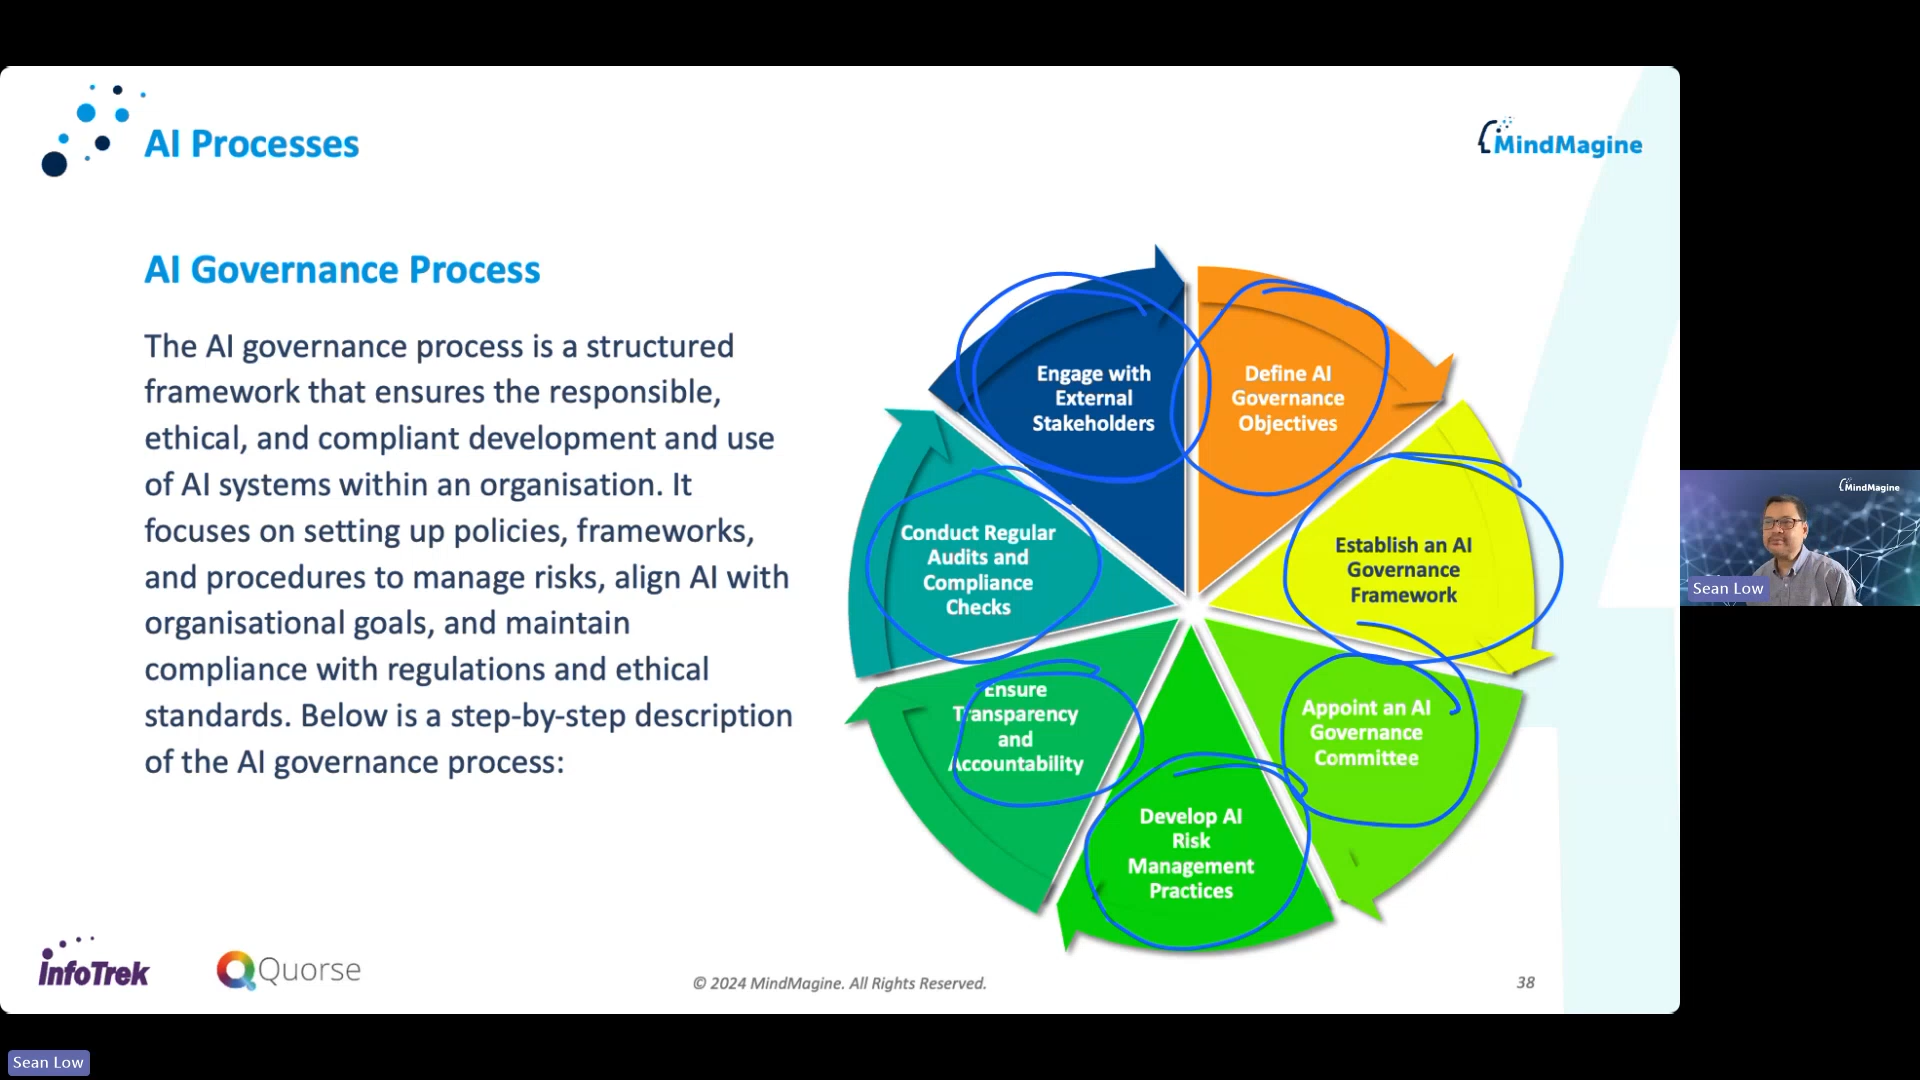 AI Processes
MindMagine
AI Governance Process
The AI governance process is a structured
framework that ensures the responsible,
ethical, and compliant development and use
of AI systems within an organisation. It
focuses on setting up policies, frameworks,
and procedures to manage risks, align AI with
organisational goals, and maintain
compliance with regulations and ethical
standards. Below is a step-by-step description
of the AI governance process:
Define AI
Governance
Objectives
Establish an AI
Governance
Framework
Appoint an AI
Governance
Committee
Develop AI
Risk
Management
Practices
Ensure
Transparency
and
Accountability
Conduct Regular
Audits and
Compliance
Checks
Engage with
External
Stakeholders
infoTrek
Quorse
© 2024 MindMagine. All Rights Reserved.
38
MindMagine
Sean Low
Sean Low